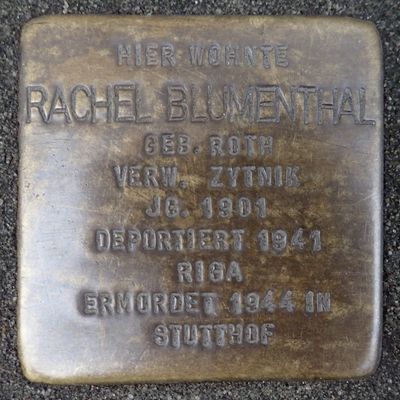 HIER WOHNTE
RACHEL BLUMENTHAL
GEB. ROTH
VERW. ZYTNIK
JG. 1901
DEPORTIERT 1941
RIGA
ERMORDET 1944 IN
STUTTHOF